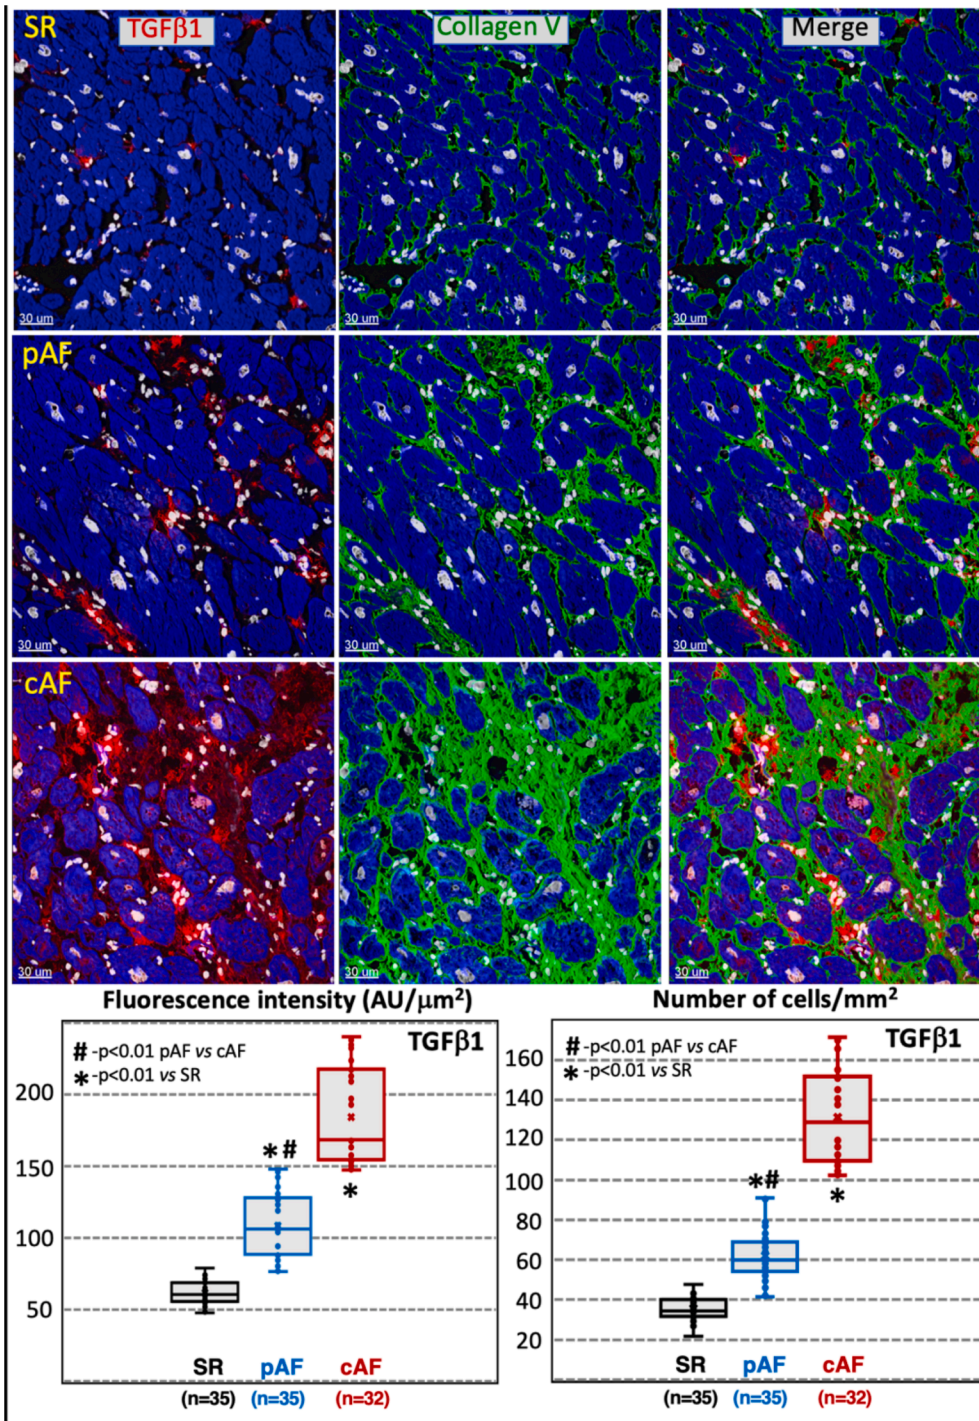 SR TGFβ1 Collagen V Merge
30 um 30 um 30 um
pAF
30 um 30 um 30 um
cAF
30 um 30 um 30 um
Fluorescence intensity (AU/μm²)
TGFβ1
# -p<0.01 pAF vs cAF
* -p<0.01 vs SR
200
150
100
50
*#
*
SR pAF cAF
(n=35) (n=35) (n=32)
Number of cells/mm²
TGFβ1
# -p<0.01 pAF vs cAF
* -p<0.01 vs SR
160
140
120
100
80
60
40
20
*#
*
SR pAF cAF
(n=35) (n=35) (n=32)